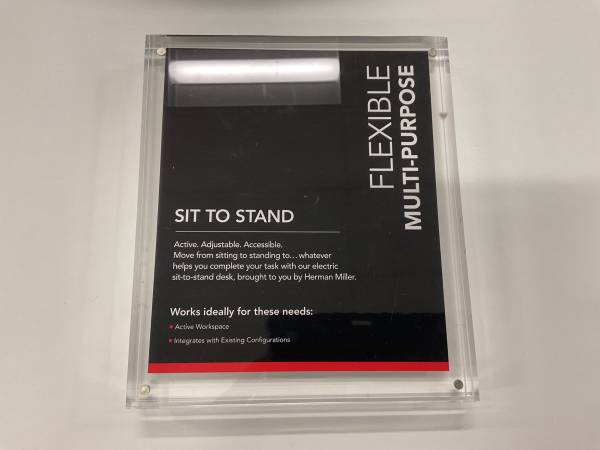 FLEXIBLE
MULTI-PURPOSE
SIT TO STAND
Active. Adjustable. Accessible.
Move from sitting to standing to... whatever
helps you complete your task with our electric
sit-to-stand desk, brought to you by Herman Miller.
Works ideally for these needs:
Active Workspace
Integrates with Existing Configurations